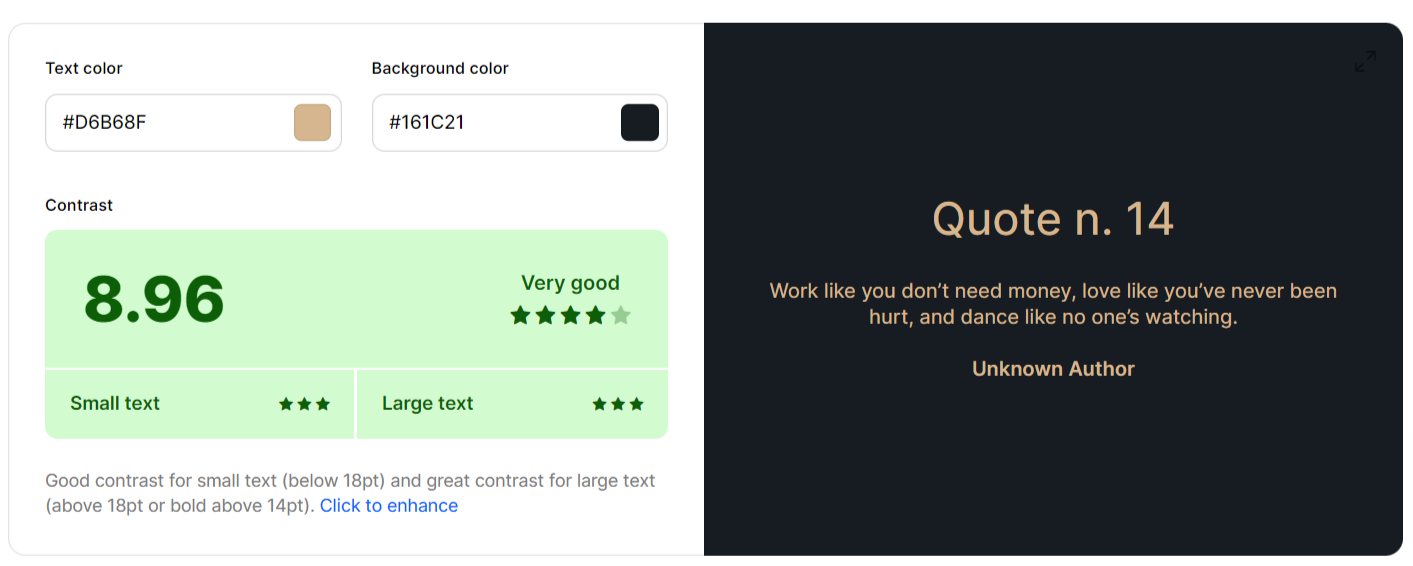 Text color
Background color
#D6B68F
#161C21
Contrast
8.96
Very good
Small text
Large text
Good contrast for small text (below 18pt) and great contrast for large text
(above 18pt or bold above 14pt). Click to enhance
Quote n. 14
Work like you don’t need money, love like you’ve never been
hurt, and dance like no one’s watching.
Unknown Author